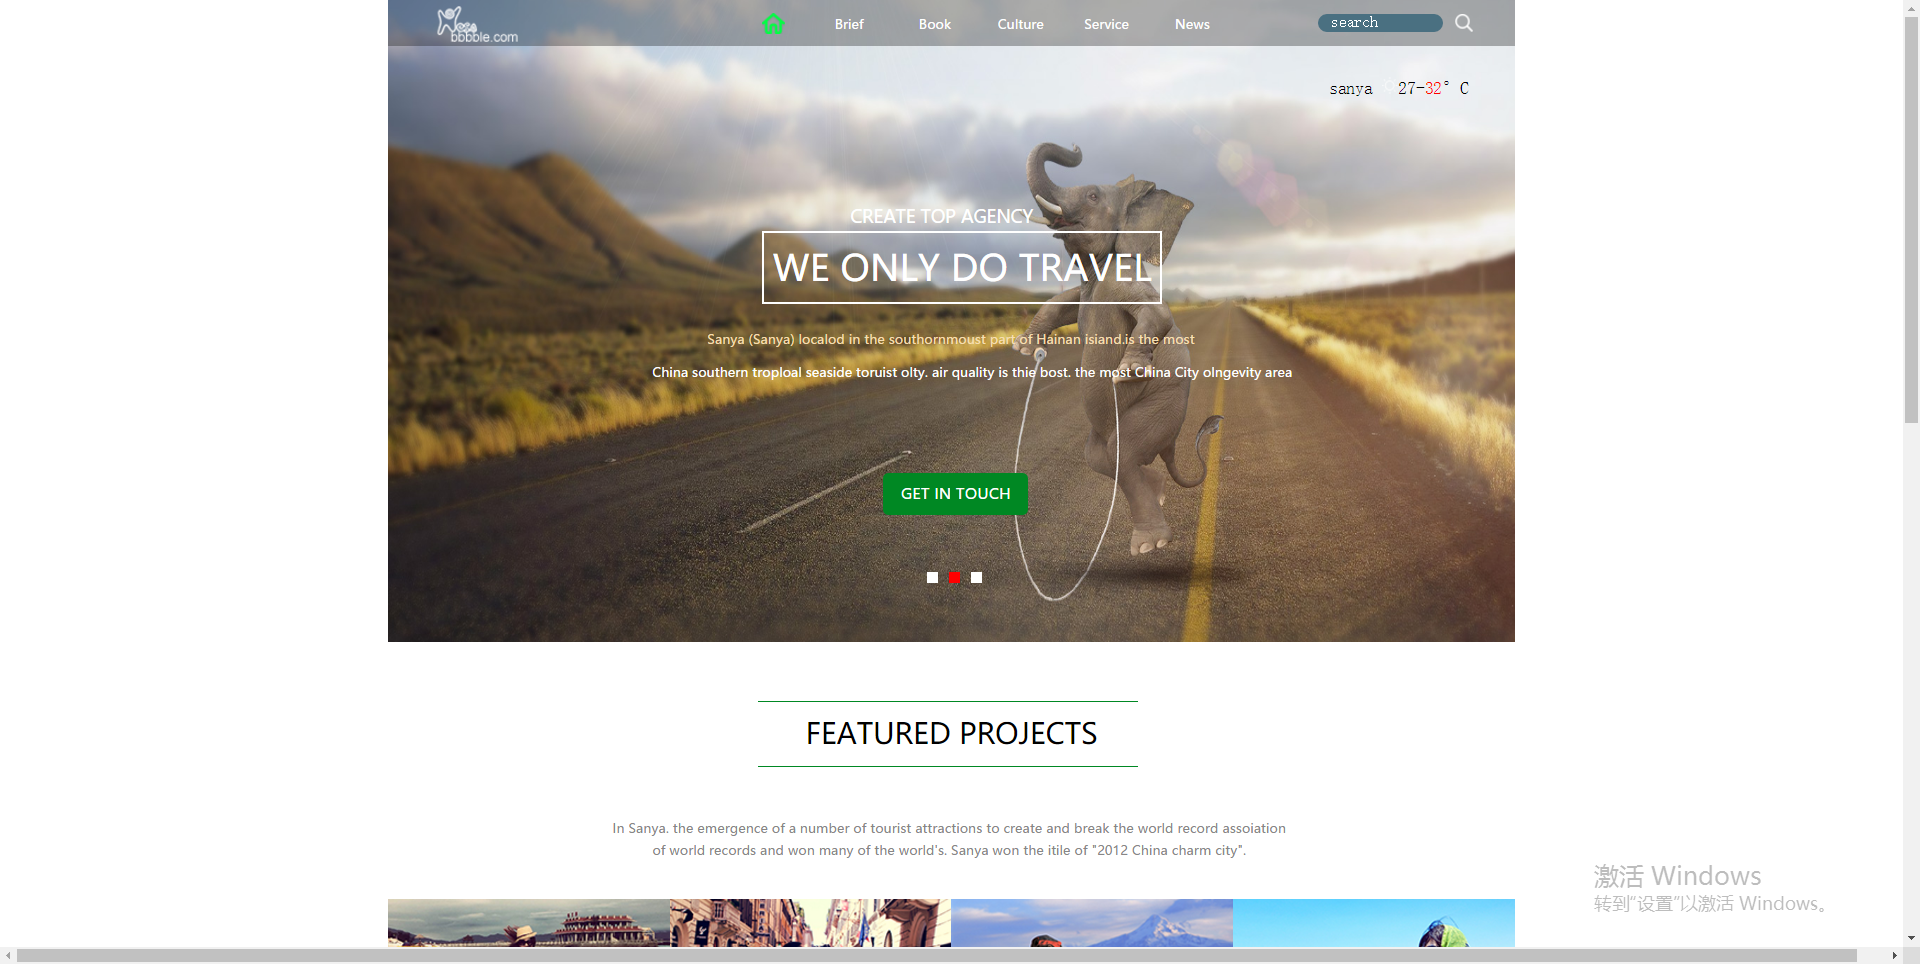 bbbble.com
Brief
Book
Culture
Service
News
search
sanya 27-32° C
CREATE TOP AGENCY
WE ONLY DO TRAVEL
Sanya (Sanya) localod in the southornmoust part of Hainan isiand.is the most
China southern troploal seaside toruist olty. air quality is thie bost. the most China City olngevity area
GET IN TOUCH
FEATURED PROJECTS
In Sanya. the emergence of a number of tourist attractions to create and break the world record assoiation
of world records and won many of the world's. Sanya won the itile of "2012 China charm city".
激活 Windows
转到“设置”以激活 Windows。